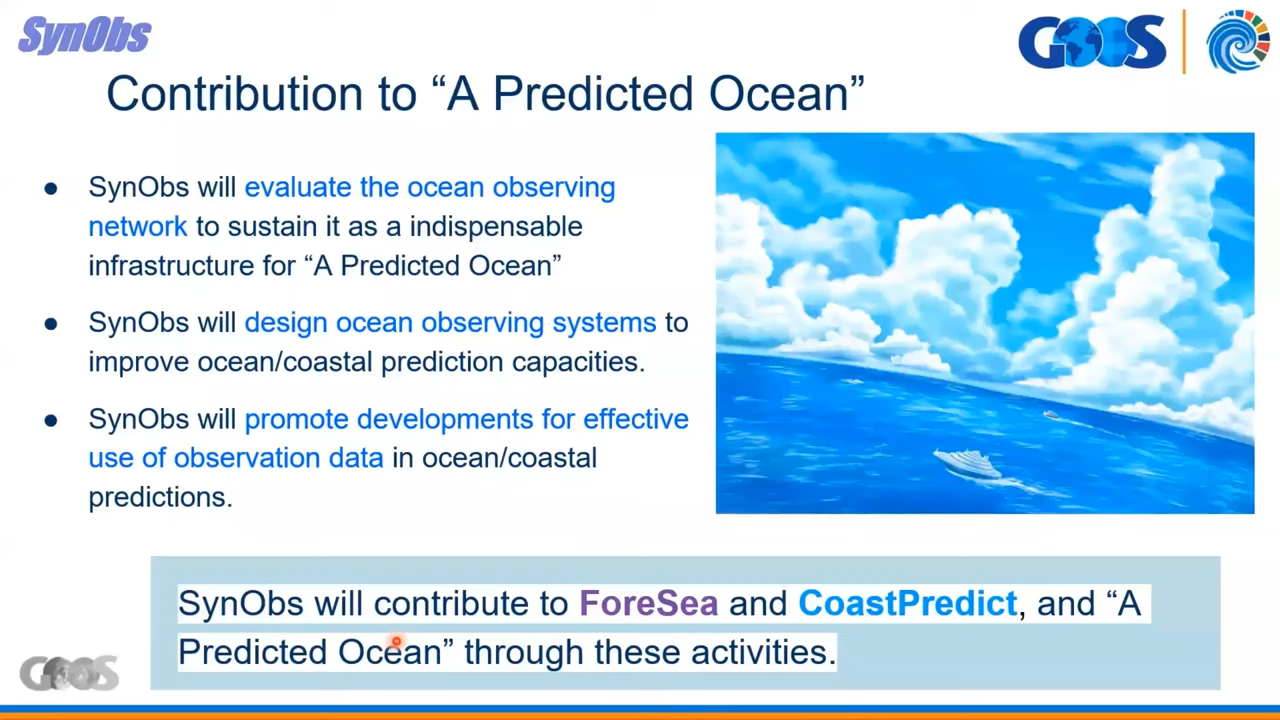 SynObs
GOOS
Contribution to “A Predicted Ocean”
● SynObs will evaluate the ocean observing
network to sustain it as a indispensable
infrastructure for “A Predicted Ocean”
● SynObs will design ocean observing systems to
improve ocean/coastal prediction capacities.
● SynObs will promote developments for effective
use of observation data in ocean/coastal
predictions.
SynObs will contribute to ForeSea and CoastPredict, and “A
Predicted Ocean” through these activities.
GOOS